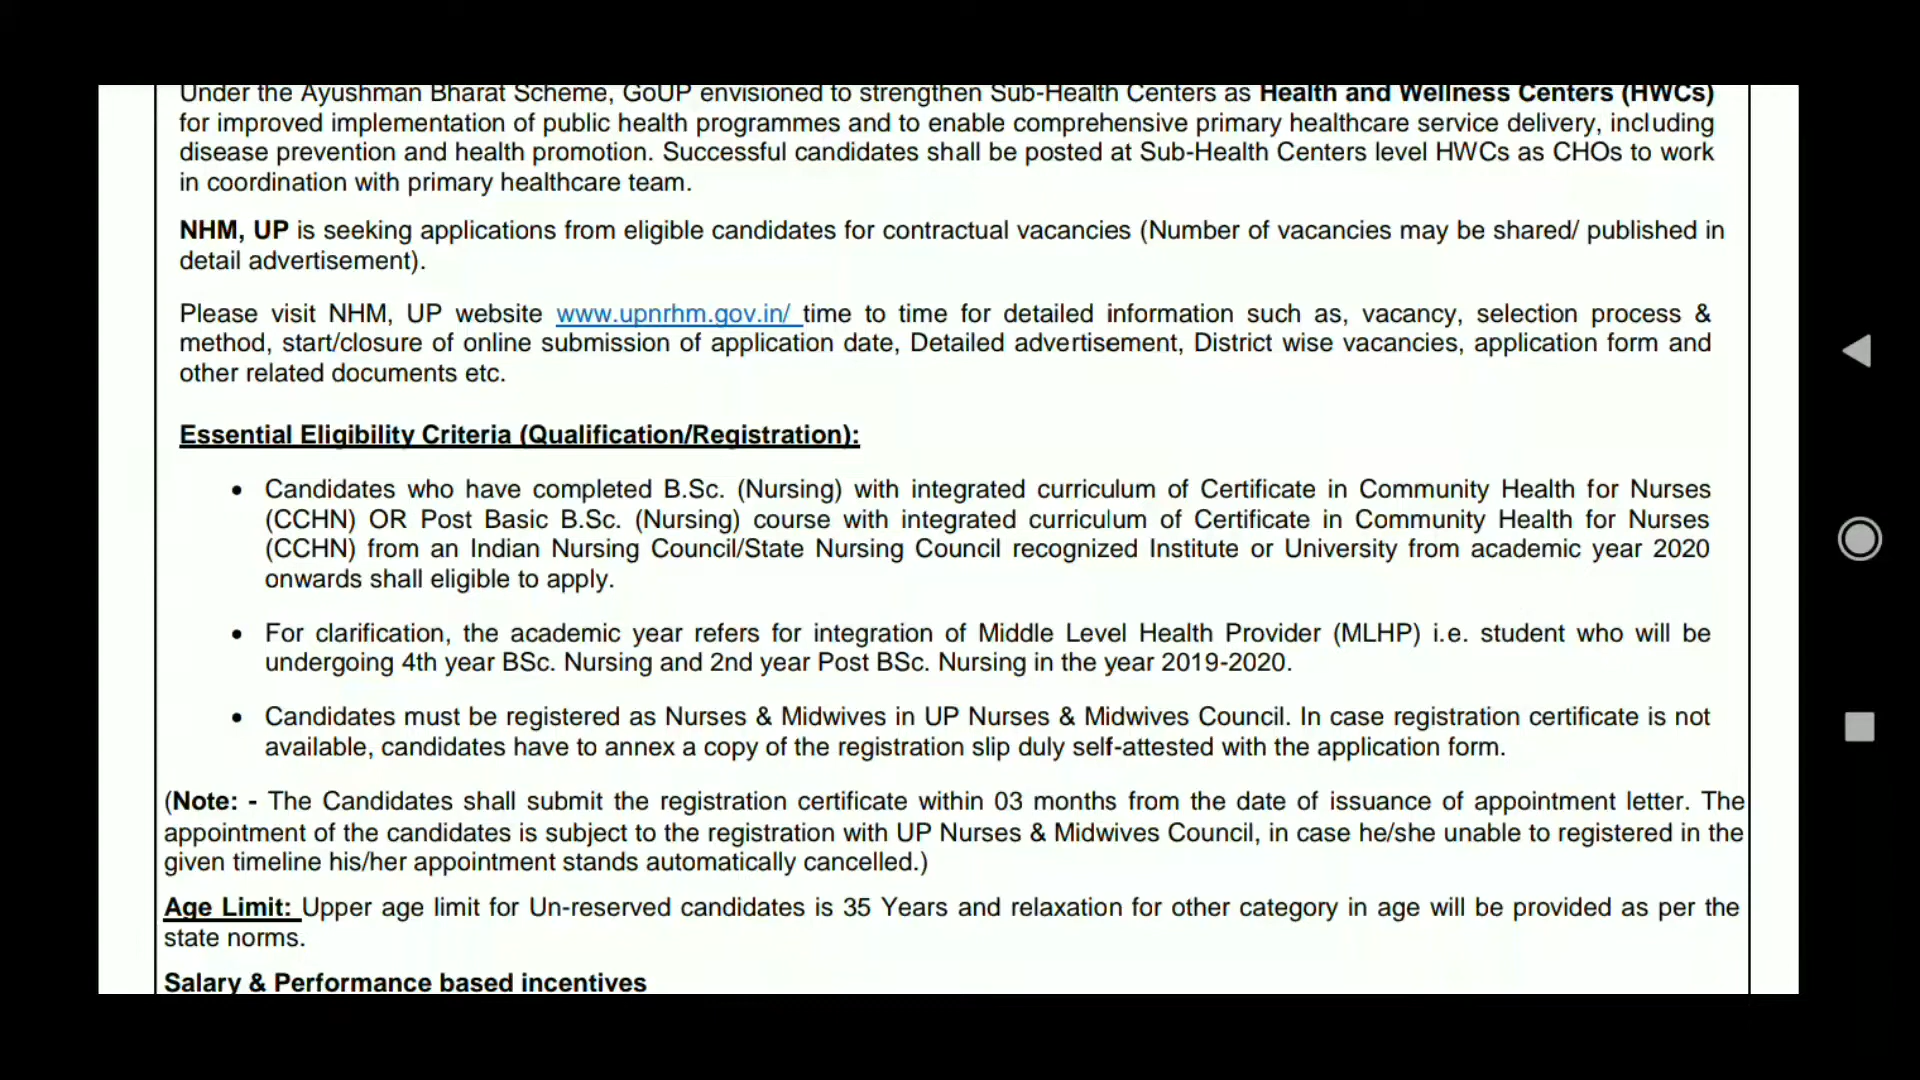 Under the Ayushman Bharat Scheme, GoUP envisioned to strengthen Sub-Health Centers as Health and Wellness Centers (HWCs)
for improved implementation of public health programmes and to enable comprehensive primary healthcare service delivery, including
disease prevention and health promotion. Successful candidates shall be posted at Sub-Health Centers level HWCs as CHOs to work
in coordination with primary healthcare team.
NHM, UP is seeking applications from eligible candidates for contractual vacancies (Number of vacancies may be shared/ published in
detail advertisement).
Please visit NHM, UP website www.upnrhm.gov.in/ time to time for detailed information such as, vacancy, selection process &
method, start/closure of online submission of application date, Detailed advertisement, District wise vacancies, application form and
other related documents etc.
Essential Eligibility Criteria (Qualification/Registration):
• Candidates who have completed B.Sc. (Nursing) with integrated curriculum of Certificate in Community Health for Nurses
(CCHN) OR Post Basic B.Sc. (Nursing) course with integrated curriculum of Certificate in Community Health for Nurses
(CCHN) from an Indian Nursing Council/State Nursing Council recognized Institute or University from academic year 2020
onwards shall eligible to apply.
• For clarification, the academic year refers for integration of Middle Level Health Provider (MLHP) i.e. student who will be
undergoing 4th year BSc. Nursing and 2nd year Post BSc. Nursing in the year 2019-2020.
• Candidates must be registered as Nurses & Midwives in UP Nurses & Midwives Council. In case registration certificate is not
available, candidates have to annex a copy of the registration slip duly self-attested with the application form.
(Note: - The Candidates shall submit the registration certificate within 03 months from the date of issuance of appointment letter. The
appointment of the candidates is subject to the registration with UP Nurses & Midwives Council, in case he/she unable to registered in the
given timeline his/her appointment stands automatically cancelled.)
Age Limit: Upper age limit for Un-reserved candidates is 35 Years and relaxation for other category in age will be provided as per the
state norms.
Salary & Performance based incentives